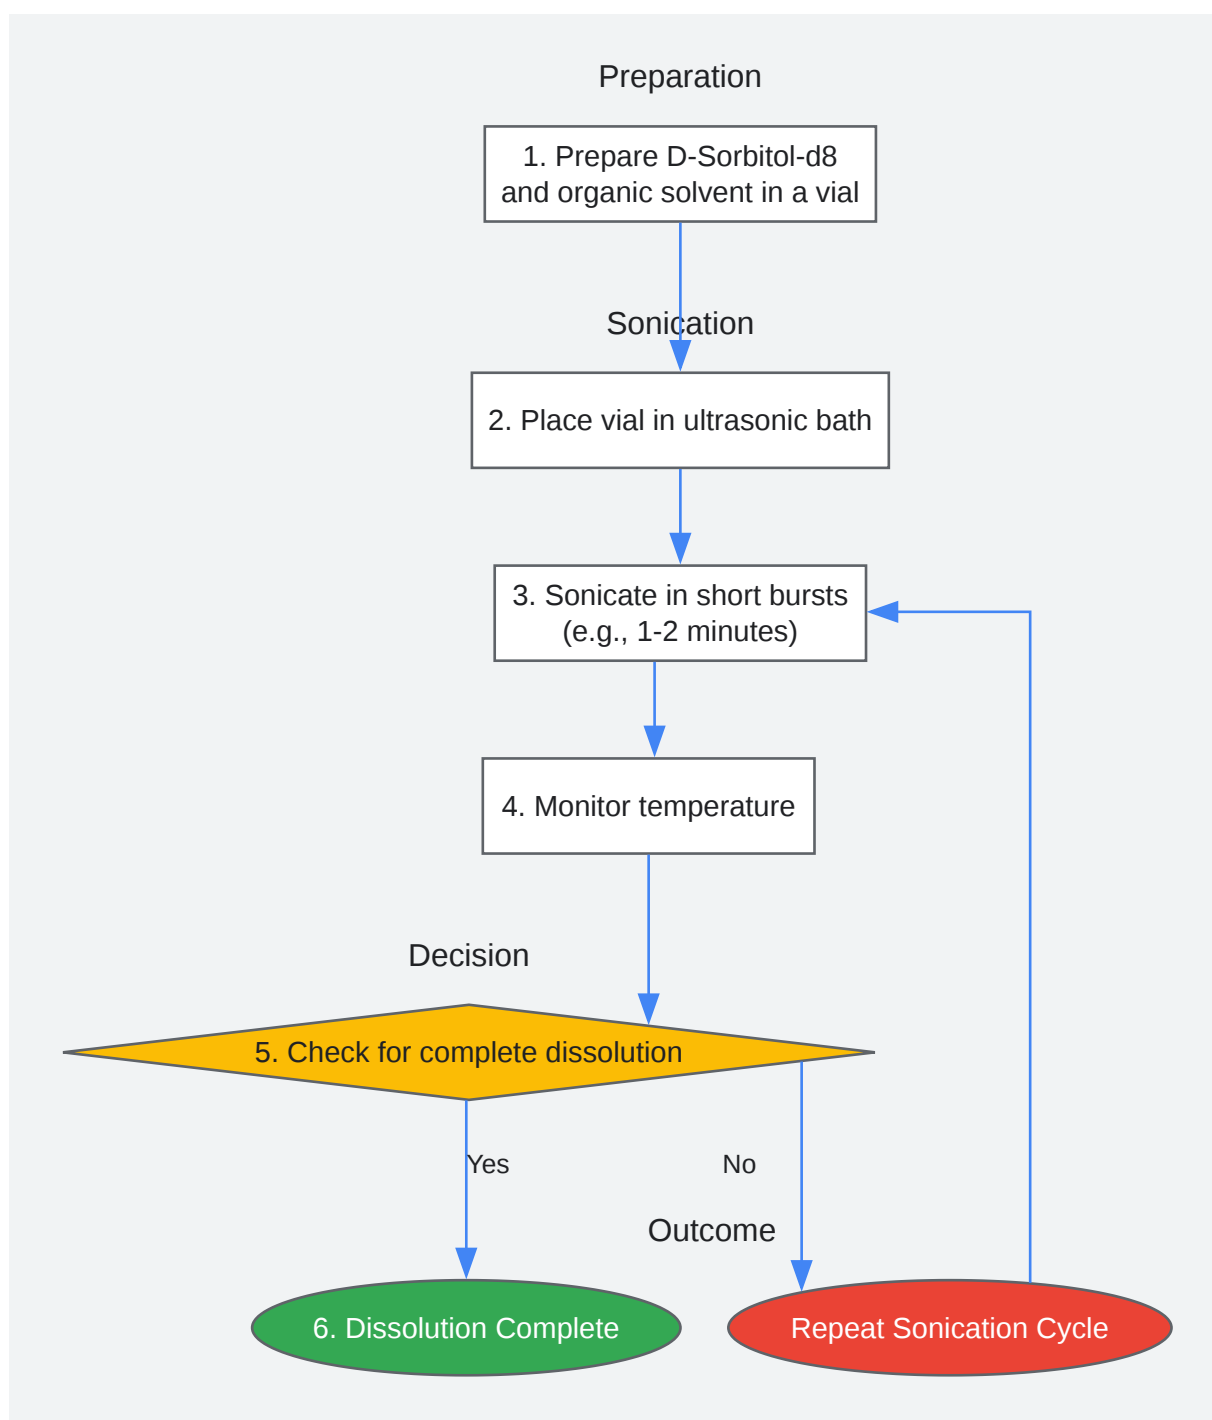 Preparation
1. Prepare D-Sorbitol-d8
and organic solvent in a vial
Sonication
2. Place vial in ultrasonic bath
3. Sonicate in short bursts
(e.g., 1-2 minutes)
4. Monitor temperature
Decision
5. Check for complete dissolution
Yes
No
Outcome
6. Dissolution Complete
Repeat Sonication Cycle